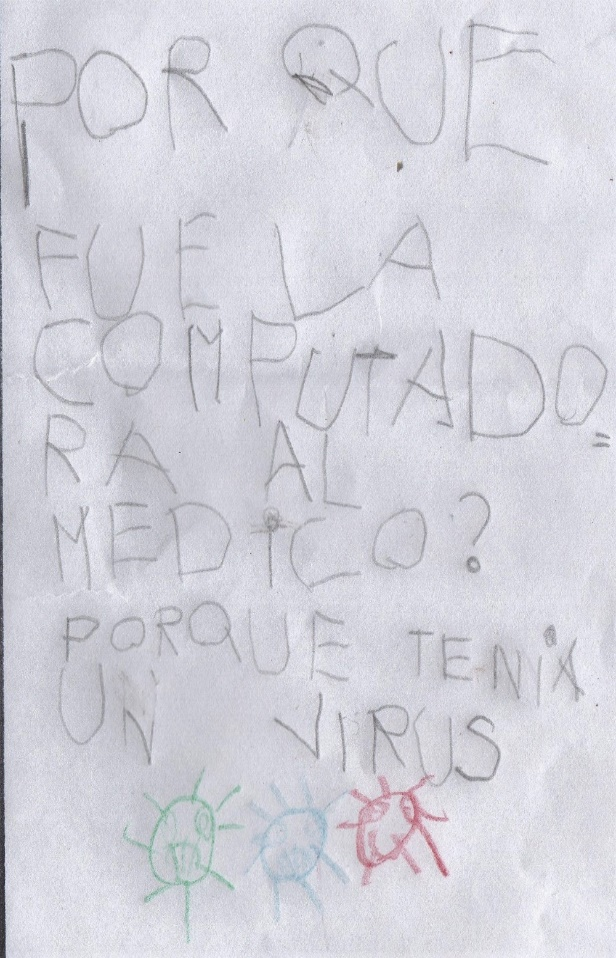 POR QUE
FUE LA
COMPUTADO=
RA AL
MEDiCO?
PORQUE TENiA
UN VIRUS